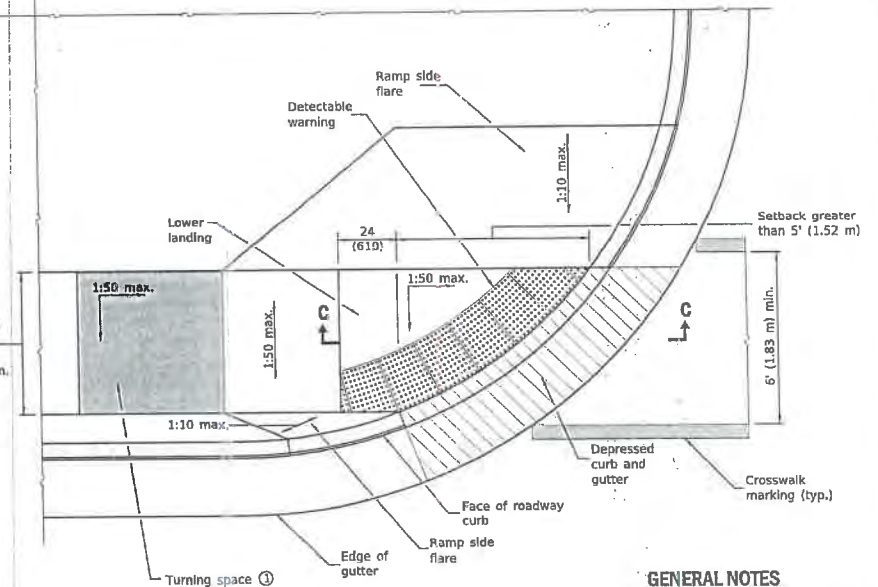 Ramp side
flare
Detectable
warning
1:10 max.
Lower
landing
24
(610)
Setback greater
than 5' (1.52 m)
1:50 max.
1:50 max.
1:50 max.
C
C
6' (1.83 m) min.
1:10 max.
Depressed
curb and
gutter
Crosswalk
marking (typ.)
Face of roadway
curb
Ramp side
flare
Edge of
gutter
Turning space ①
GENERAL NOTES